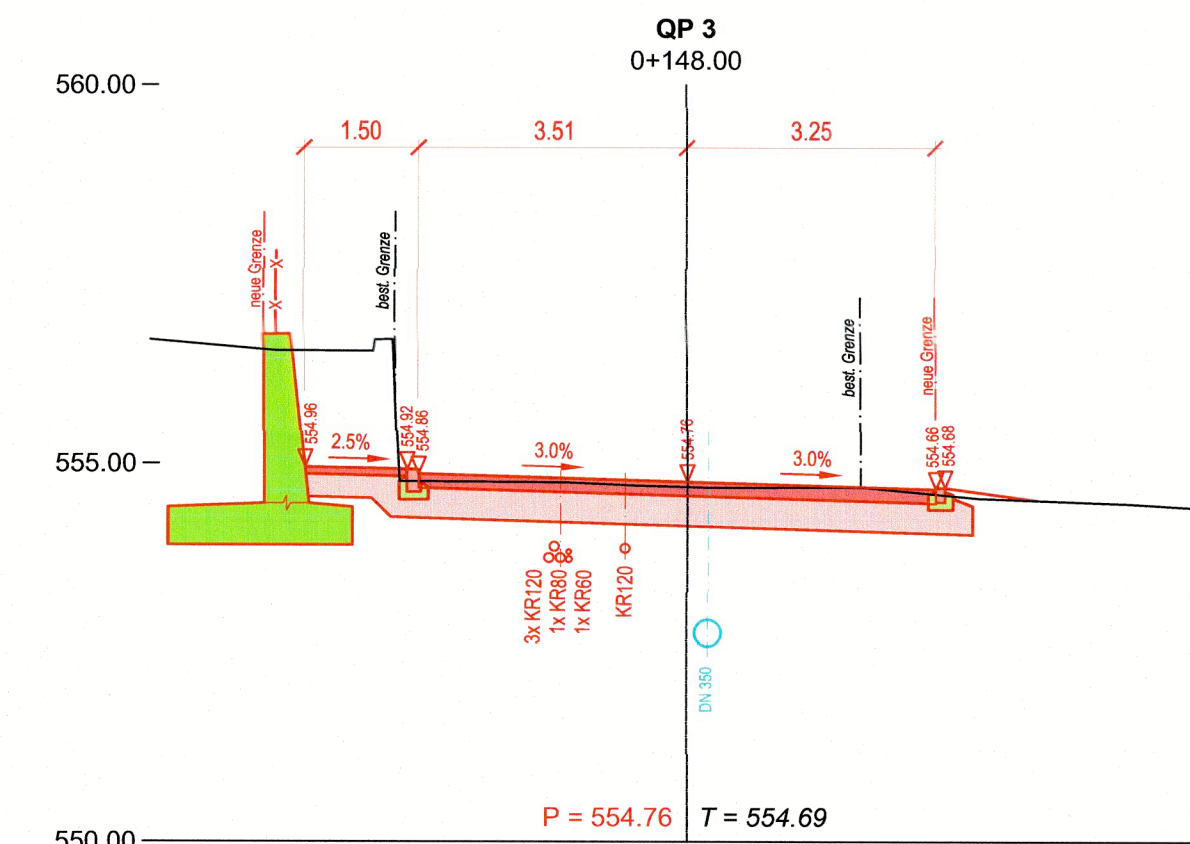 QP 3
0+148.00
560.00
1.50
3.51
3.25
neue Grenze
x
x
best. Grenze
best. Grenze
neue Grenze
554.96
2.5%
554.92
554.86
3.0%
554.76
3.0%
554.66
554.68
555.00
3x KR120
1x KR80
1x KR60
KR120
DN 350
P = 554.76
T = 554.69
550.00